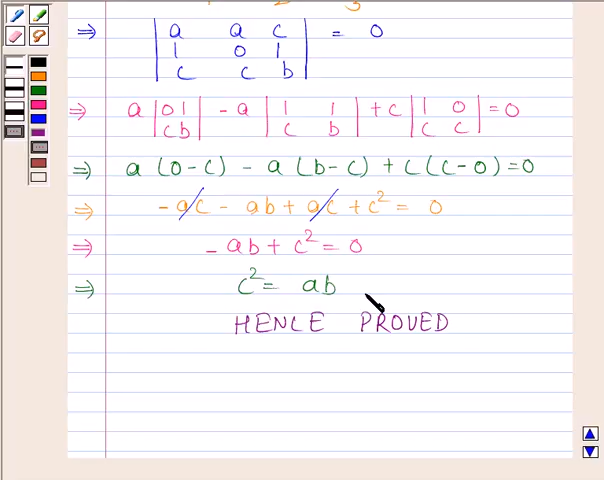 ⇒ | a a c | = 0
| 1 0 1 |
| c c b |
⇒ a | 0 1 | - a | 1 1 | + c | 1 0 | = 0
| c b | | c b | | c c |
⇒ a (0 - c) - a (b - c) + c (c - 0) = 0
⇒ - ac - ab + ac + c² = 0
⇒ - ab + c² = 0
⇒ c² = ab
HENCE PROVED